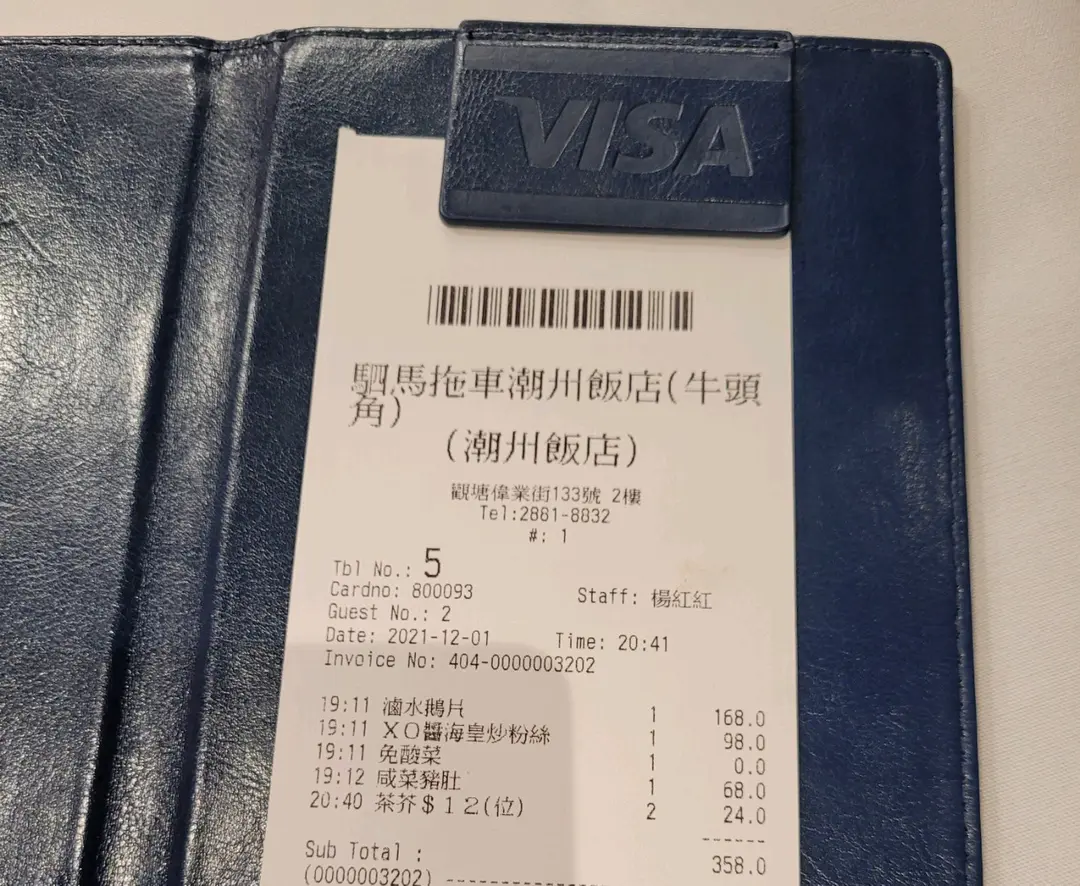 VISA
駟馬拖車潮州飯店(牛頭
角)
(潮州飯店)
觀塘偉業街133號 2樓
Tel:2881-8832
#: 1
Tbl No.: 5
Cardno: 800093 Staff: 楊紅紅
Guest No.: 2
Date: 2021-12-01 Time: 20:41
Invoice No: 404-0000003202
19:11 滷水鵝片 1 168.0
19:11 ＸＯ醬海皇炒粉絲 1 98.0
19:11 免酸菜 1 0.0
19:12 咸菜豬肚 1 68.0
20:40 茶芥＄１２(位) 2 24.0
------
Sub Total : 358.0
(0000003202) ----------------